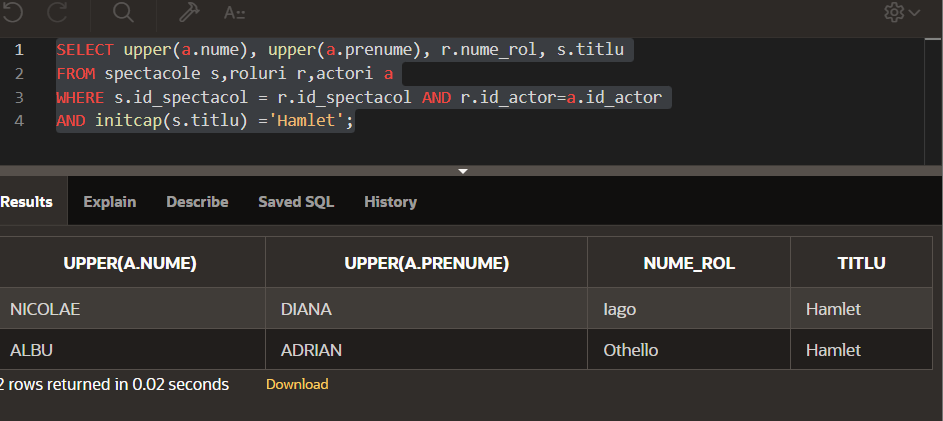 A
1 SELECT upper(a.nume), upper(a.prenume), r.nume_rol, s.titlu
2 FROM spectacole s,roluri r,actori a
3 WHERE s.id_spectacol = r.id_spectacol AND r.id_actor=a.id_actor
4 AND initcap(s.titlu) ='Hamlet';
Results Explain Describe Saved SQL History
UPPER(A.NUME) UPPER(A.PRENUME) NUME_ROL TITLU
NICOLAE DIANA Iago Hamlet
ALBU ADRIAN Othello Hamlet
2 rows returned in 0.02 seconds Download